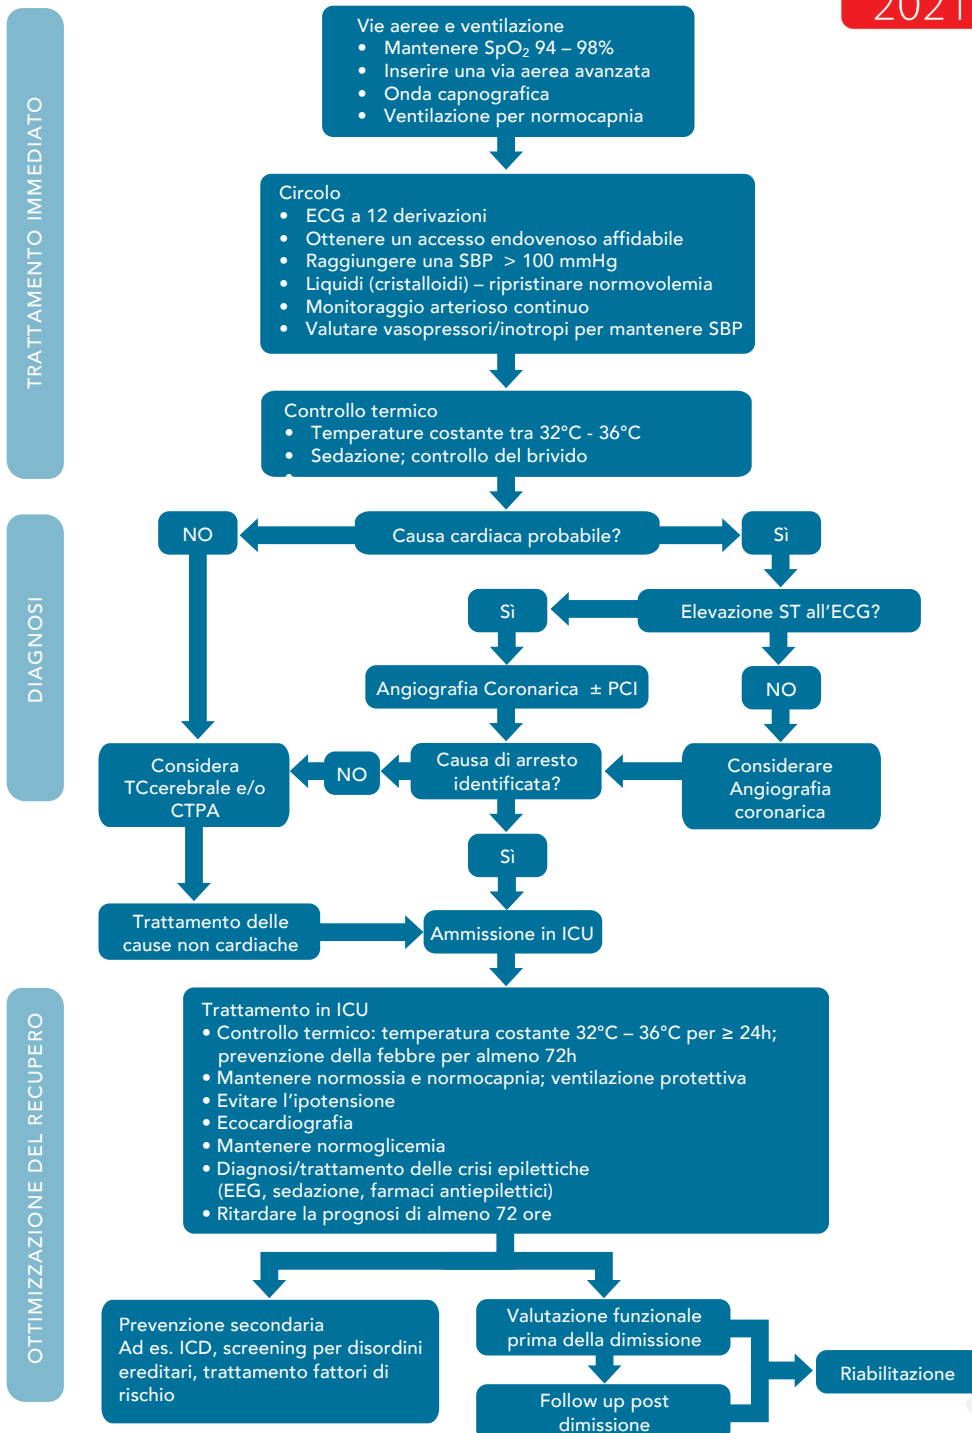 2021
TRATTAMENTO IMMEDIATO
Vie aeree e ventilazione
• Mantenere SpO₂ 94 – 98%
• Inserire una via aerea avanzata
• Onda capnografica
• Ventilazione per normocapnia
Circolo
• ECG a 12 derivazioni
• Ottenere un accesso endovenoso affidabile
• Raggiungere una SBP > 100 mmHg
• Liquidi (cristalloidi) – ripristinare normovolemia
• Monitoraggio arterioso continuo
• Valutare vasopressori/inotropi per mantenere SBP
Controllo termico
• Temperature costante tra 32°C - 36°C
• Sedazione; controllo del brivido
•
DIAGNOSI
NO
Causa cardiaca probabile?
Sì
Sì
Elevazione ST all'ECG?
Angiografia Coronarica ± PCI
NO
Considera
TCcerebrale e/o
CTPA
NO
Causa di arresto
identificata?
Considerare
Angiografia
coronarica
Sì
Trattamento delle
cause non cardiache
Ammissione in ICU
OTTIMIZZAZIONE DEL RECUPERO
Trattamento in ICU
• Controllo termico: temperatura costante 32°C – 36°C per ≥ 24h;
prevenzione della febbre per almeno 72h
• Mantenere normossia e normocapnia; ventilazione protettiva
• Evitare l'ipotensione
• Ecocardiografia
• Mantenere normoglicemia
• Diagnosi/trattamento delle crisi epilettiche
(EEG, sedazione, farmaci antiepilettici)
• Ritardare la prognosi di almeno 72 ore
Prevenzione secondaria
Ad es. ICD, screening per disordini
ereditari, trattamento fattori di
rischio
Valutazione funzionale
prima della dimissione
Follow up post
dimissione
Riabilitazione